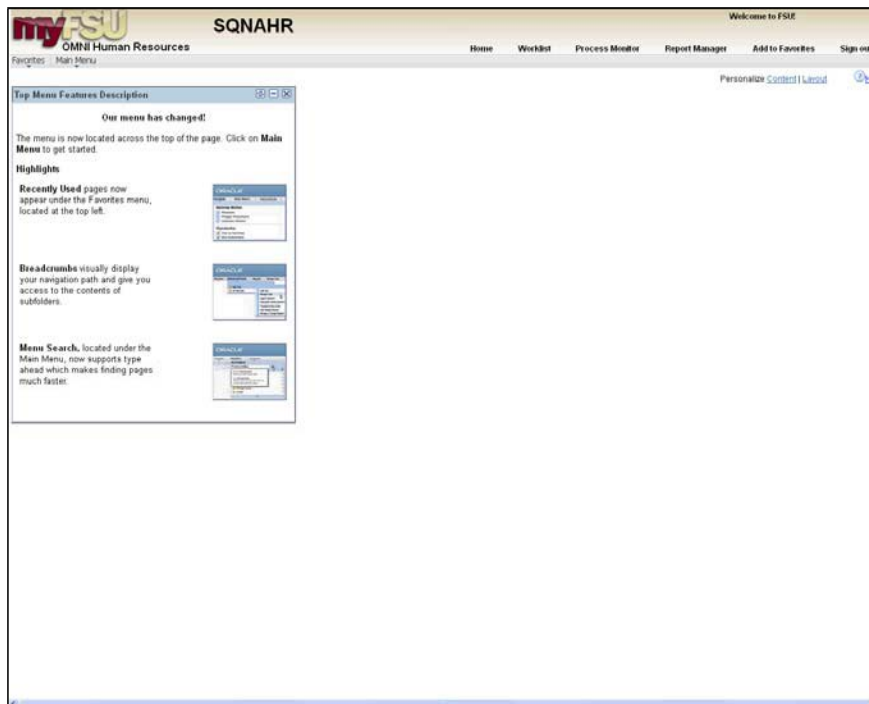 myFSU
SQNAHR
Welcome to FSU!
OMNI Human Resources
Home Worklist Process Monitor Report Manager Add to Favorites Sign out
Favorites Main Menu
Personalize Content | Layout
Top Menu Features Description
Our menu has changed!
The menu is now located across the top of the page. Click on Main
Menu to get started.
Highlights
Recently Used pages now
appear under the Favorites menu,
located at the top left.
ORACLE
Breadcrumbs visually display
your navigation path and give you
access to the contents of
subfolders.
ORACLE
Menu Search, located under the
Main Menu, now supports type
ahead which makes finding pages
much faster.
ORACLE